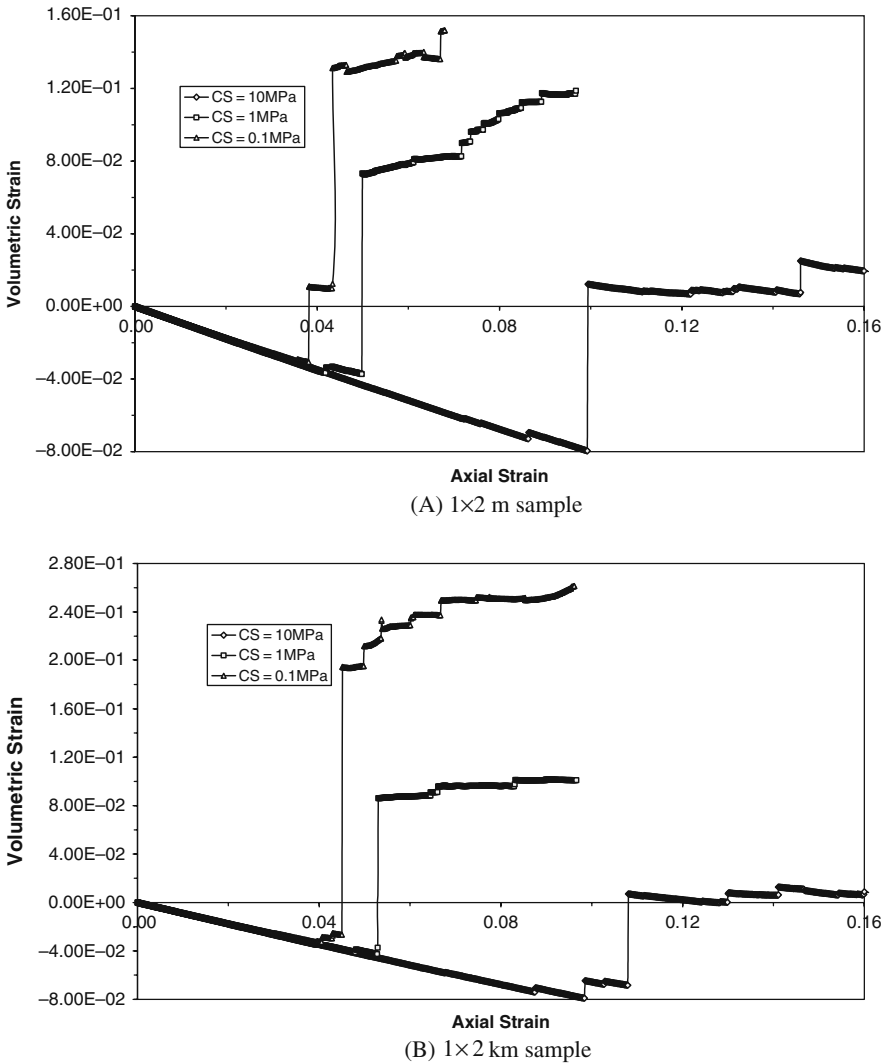 1.60E−01
1.20E−01
8.00E−02
4.00E−02
0.00E+00
−4.00E−02
−8.00E−02
Volumetric Strain
CS = 10MPa
CS = 1MPa
CS = 0.1MPa
0.00 0.04 0.08 0.12 0.16
Axial Strain
(A) 1×2 m sample
2.80E−01
2.40E−01
2.00E−01
1.60E−01
1.20E−01
8.00E−02
4.00E−02
0.00E+00
−4.00E−02
−8.00E−02
Volumetric Strain
CS = 10MPa
CS = 1MPa
CS = 0.1MPa
0.00 0.04 0.08 0.12 0.16
Axial Strain
(B) 1×2 km sample